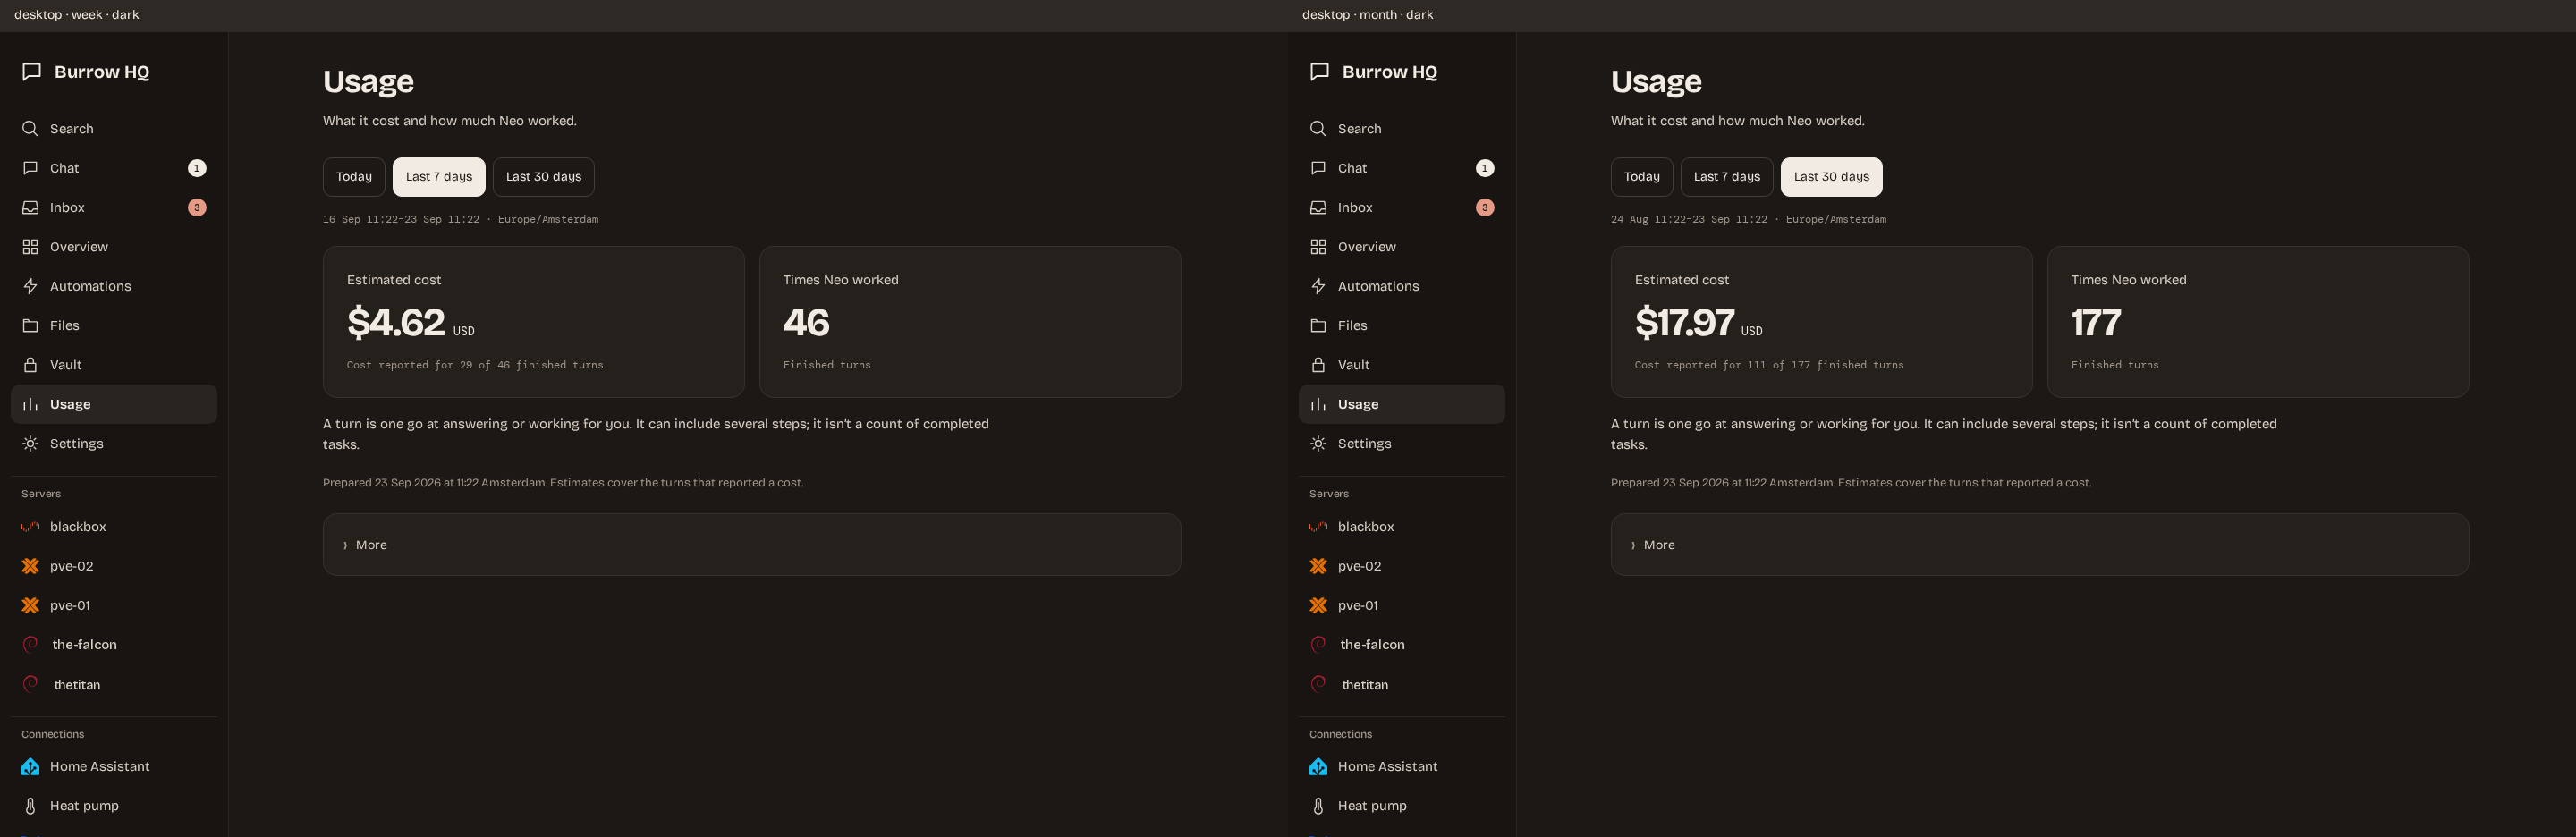 desktop · week · dark
Burrow HQ
Search
Chat 1
Inbox 3
Overview
Automations
Files
Vault
Usage
Settings
Servers
blackbox
pve-02
pve-01
the-falcon
thetitan
Connections
Home Assistant
Heat pump
Usage
What it cost and how much Neo worked.
Today Last 7 days Last 30 days
16 Sep 11:22–23 Sep 11:22 · Europe/Amsterdam
Estimated cost
$4.62 USD
Cost reported for 29 of 46 finished turns
Times Neo worked
46
Finished turns
A turn is one go at answering or working for you. It can include several steps; it isn't a count of completed
tasks.
Prepared 23 Sep 2026 at 11:22 Amsterdam. Estimates cover the turns that reported a cost.
More
desktop · month · dark
Burrow HQ
Search
Chat 1
Inbox 3
Overview
Automations
Files
Vault
Usage
Settings
Servers
blackbox
pve-02
pve-01
the-falcon
thetitan
Connections
Home Assistant
Heat pump
Usage
What it cost and how much Neo worked.
Today Last 7 days Last 30 days
24 Aug 11:22–23 Sep 11:22 · Europe/Amsterdam
Estimated cost
$17.97 USD
Cost reported for 111 of 177 finished turns
Times Neo worked
177
Finished turns
A turn is one go at answering or working for you. It can include several steps; it isn't a count of completed
tasks.
Prepared 23 Sep 2026 at 11:22 Amsterdam. Estimates cover the turns that reported a cost.
More